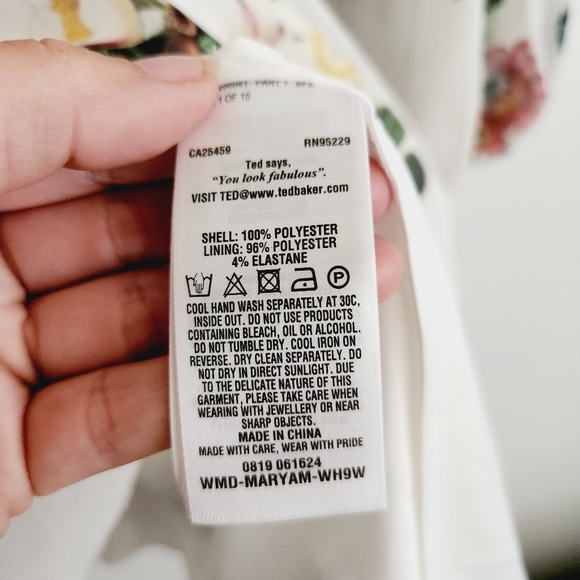 1 OF 10
CA25459 RN95229
Ted says,
"You look fabulous".
VISIT TED@www.tedbaker.com
SHELL: 100% POLYESTER
LINING: 96% POLYESTER
4% ELASTANE
P
COOL HAND WASH SEPARATELY AT 30C,
INSIDE OUT. DO NOT USE PRODUCTS
CONTAINING BLEACH, OIL OR ALCOHOL.
DO NOT TUMBLE DRY. COOL IRON ON
REVERSE. DRY CLEAN SEPARATELY. DO
NOT DRY IN DIRECT SUNLIGHT. DUE
TO THE DELICATE NATURE OF THIS
GARMENT, PLEASE TAKE CARE WHEN
WEARING WITH JEWELLERY OR NEAR
SHARP OBJECTS.
MADE IN CHINA
MADE WITH CARE, WEAR WITH PRIDE
0819 061624
WMD-MARYAM-WH9W